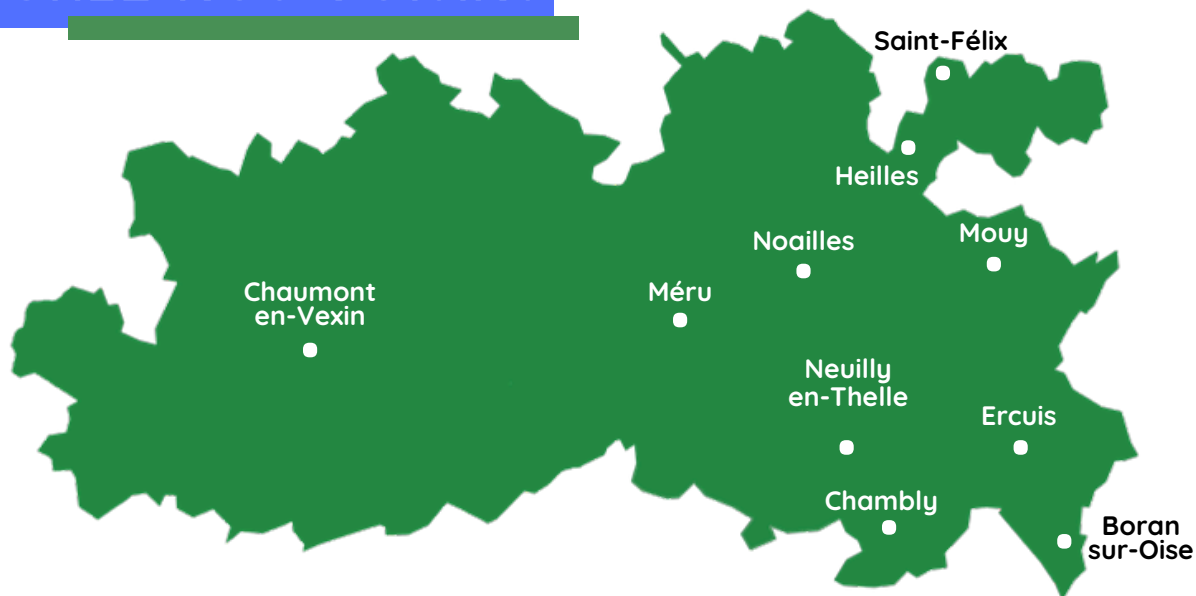 Saint-Félix
Heilles
Noailles
Mouy
Chaumont
en-Vexin
Méru
Neuilly
en-Thelle
Ercuis
Chambly
Boran
sur-Oise